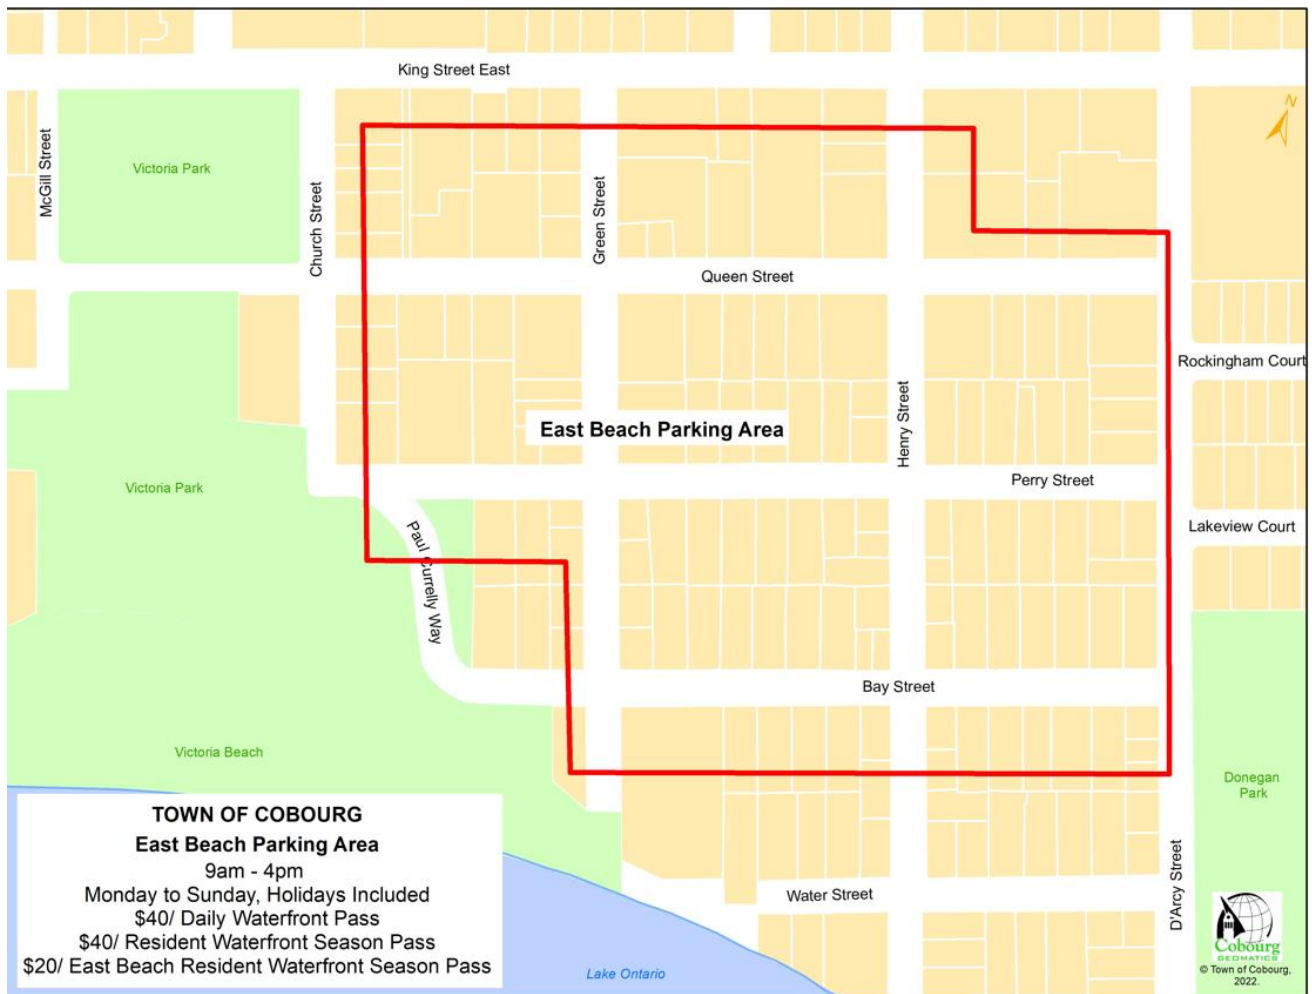 King Street East
N
McGill Street
Victoria Park
Church Street
Green Street
Queen Street
Rockingham Court
Henry Street
East Beach Parking Area
Perry Street
Victoria Park
Lakeview Court
Paul Currelly Way
Bay Street
Victoria Beach
Donegan
Park
TOWN OF COBOURG
East Beach Parking Area
9am - 4pm
Monday to Sunday, Holidays Included
$40/ Daily Waterfront Pass
$40/ Resident Waterfront Season Pass
$20/ East Beach Resident Waterfront Season Pass
Water Street
D'Arcy Street
Lake Ontario
Cobourg
GEOMATICS
© Town of Cobourg,
2022.